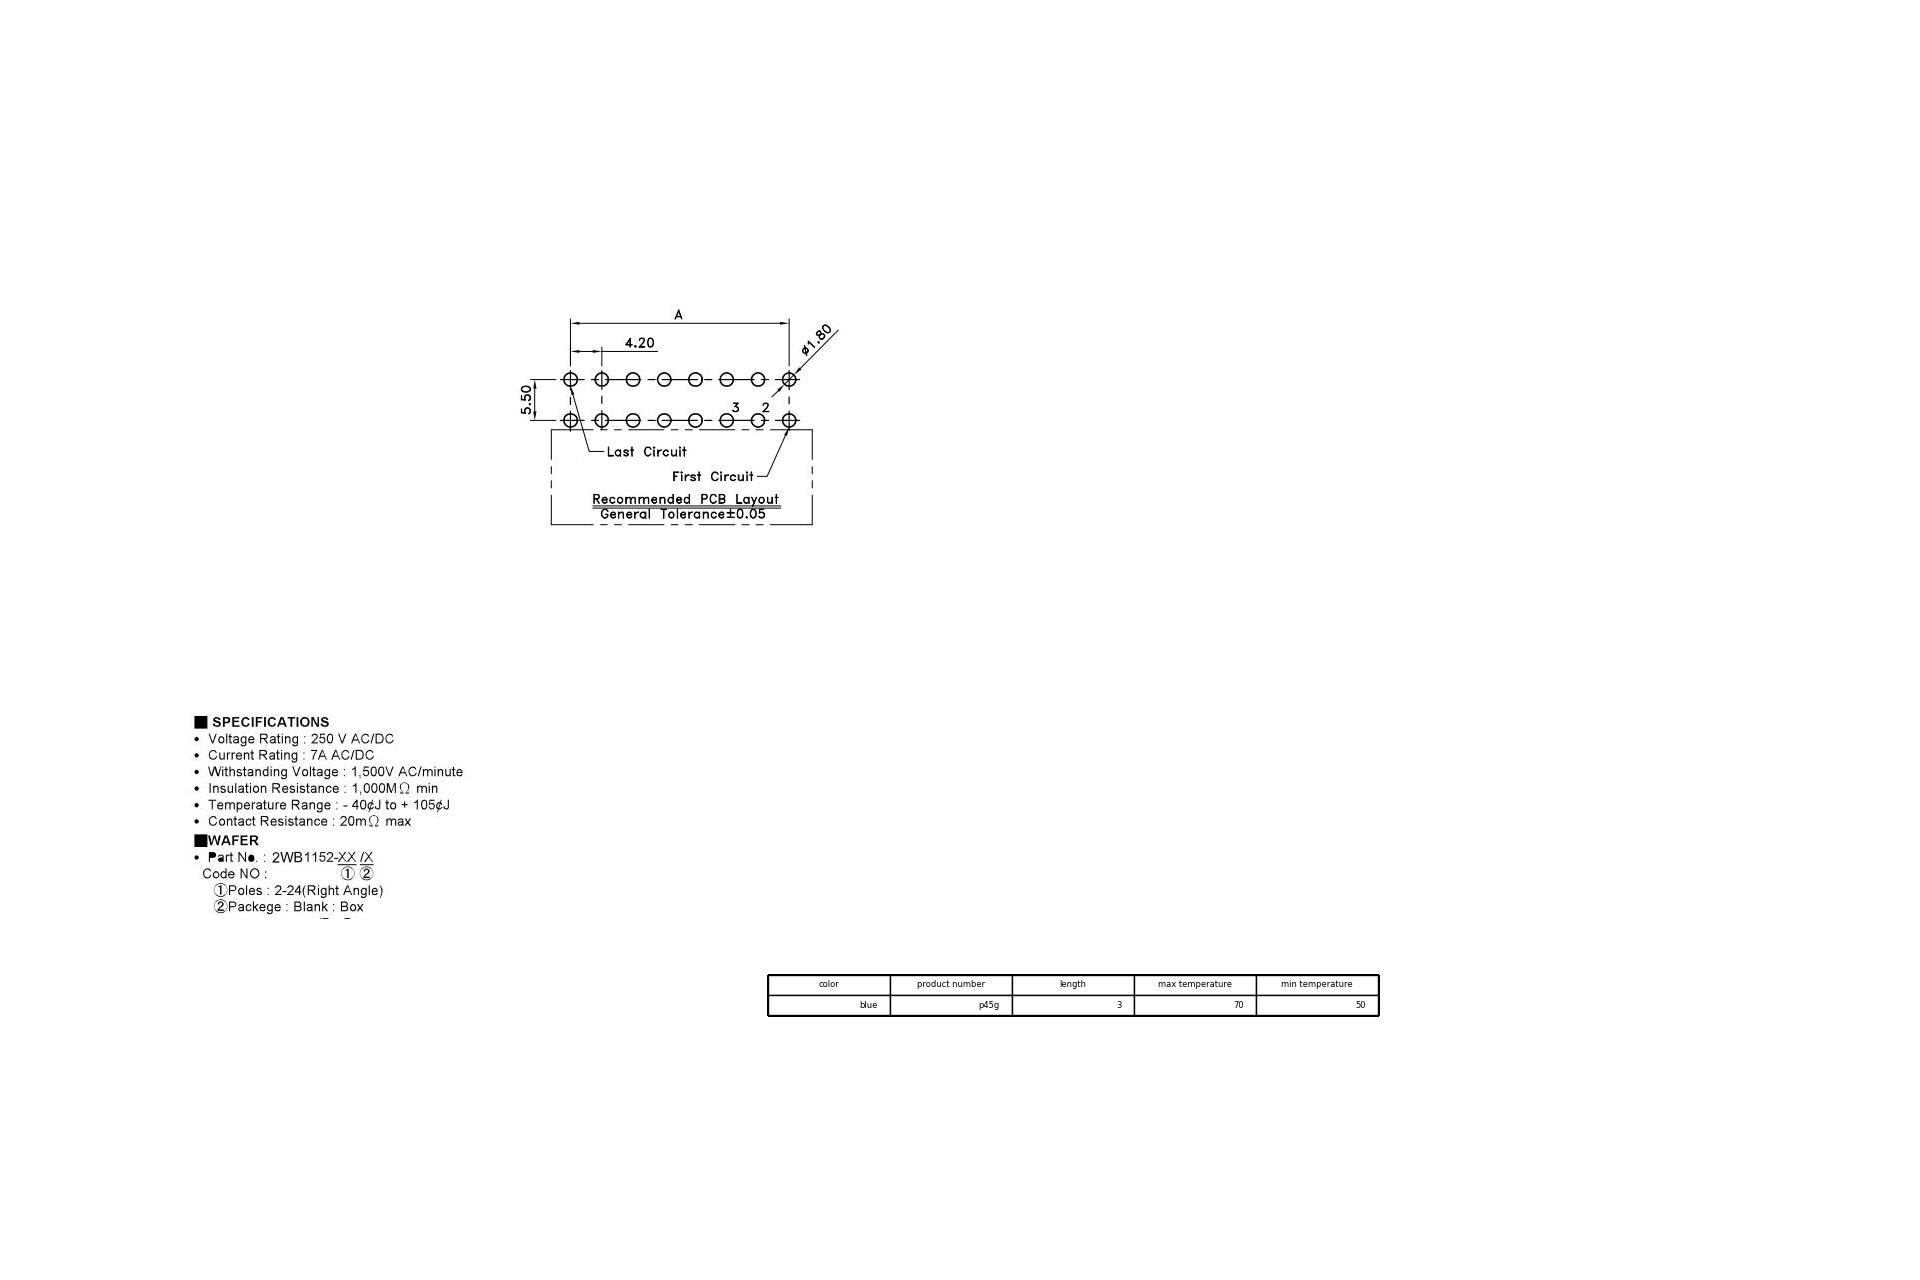 A
4.20
ø1.80
5.50
3 2
Last Circuit
First Circuit
Recommended PCB Layout
General Tolerance±0.05
■ SPECIFICATIONS
• Voltage Rating : 250 V AC/DC
• Current Rating : 7A AC/DC
• Withstanding Voltage : 1,500V AC/minute
• Insulation Resistance : 1,000MΩ min
• Temperature Range : - 40¢J to + 105¢J
• Contact Resistance : 20mΩ max
■WAFER
• Part No. : 2WB1152-XX /X
Code NO : ① ②
①Poles : 2-24(Right Angle)
②Packege : Blank : Box
color product number length max temperature min temperature
blue p45g 3 70 50